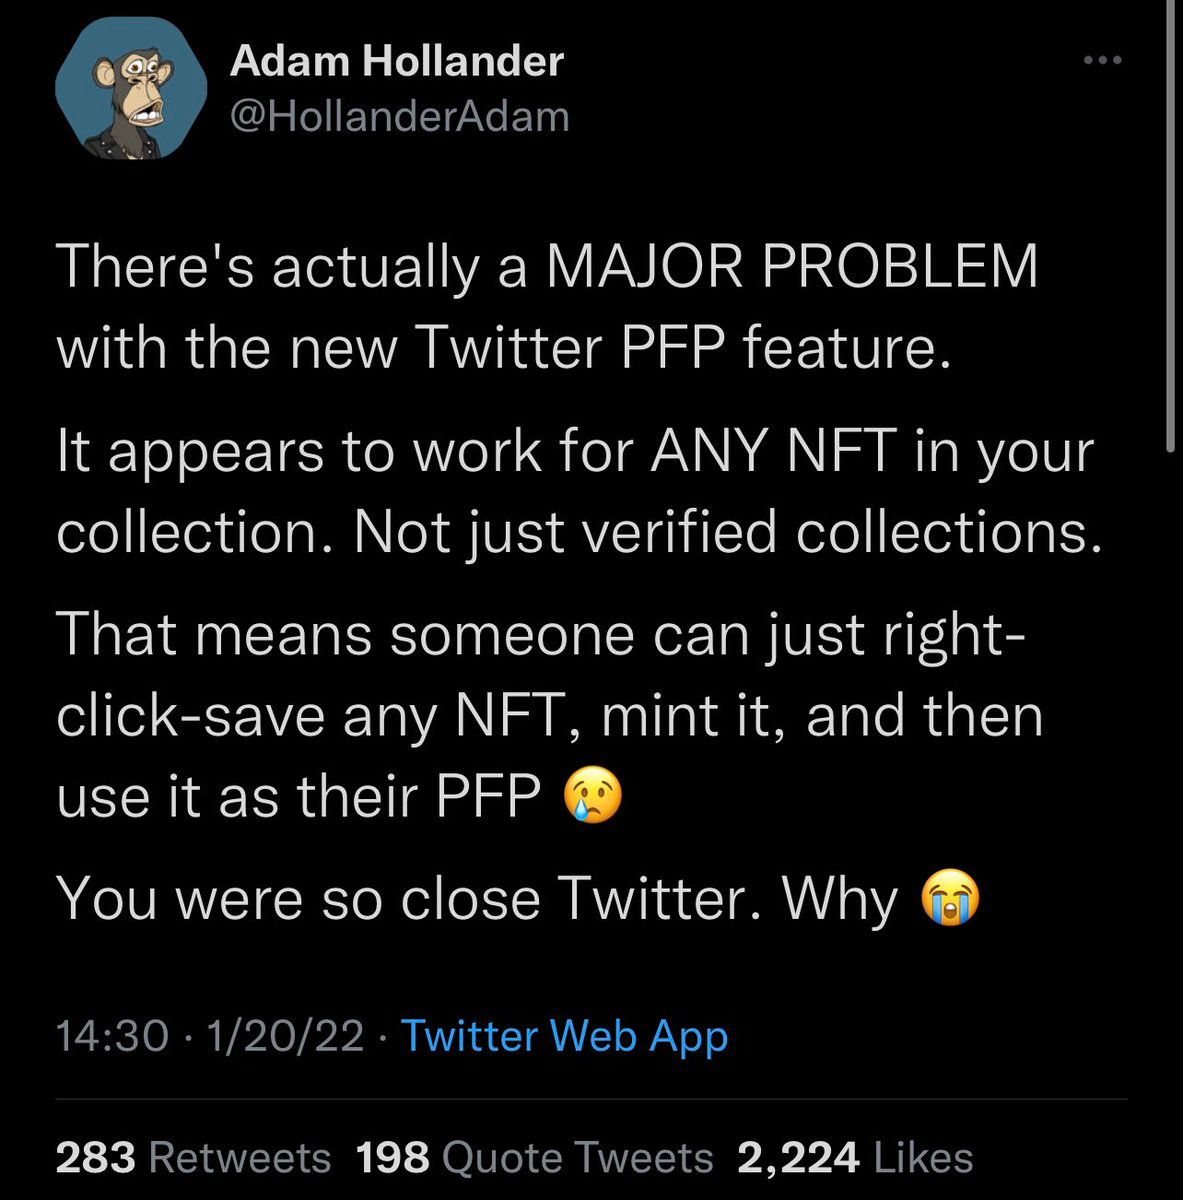 Adam Hollander
@HollanderAdam
There's actually a MAJOR PROBLEM
with the new Twitter PFP feature.
It appears to work for ANY NFT in your
collection. Not just verified collections.
That means someone can just right-
click-save any NFT, mint it, and then
use it as their PFP 😢
You were so close Twitter. Why 😭
14:30 · 1/20/22 · Twitter Web App
283 Retweets 198 Quote Tweets 2,224 Likes